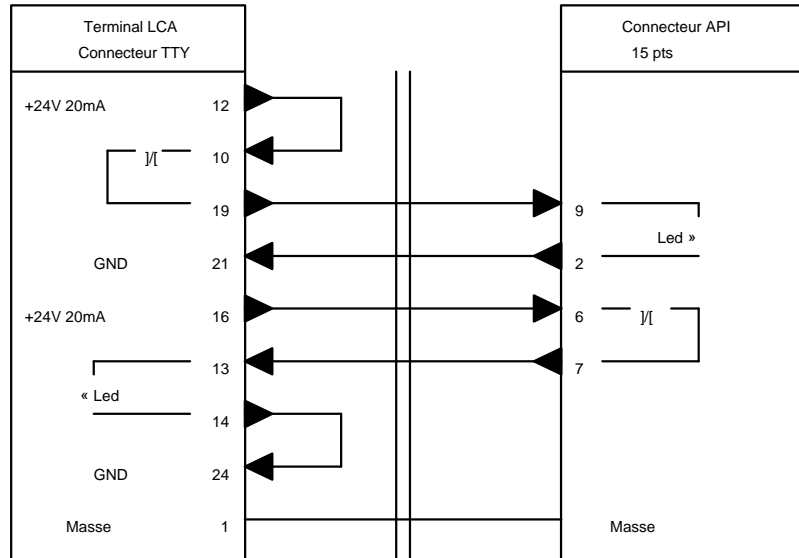 Terminal LCA
Connecteur TTY
Connecteur API
15 pts
+24V 20mA 12
]/[ 10
19 9
Led »
GND 21 2
+24V 20mA 16 6 ]/[
13 7
« Led
14
GND 24
Masse 1 Masse